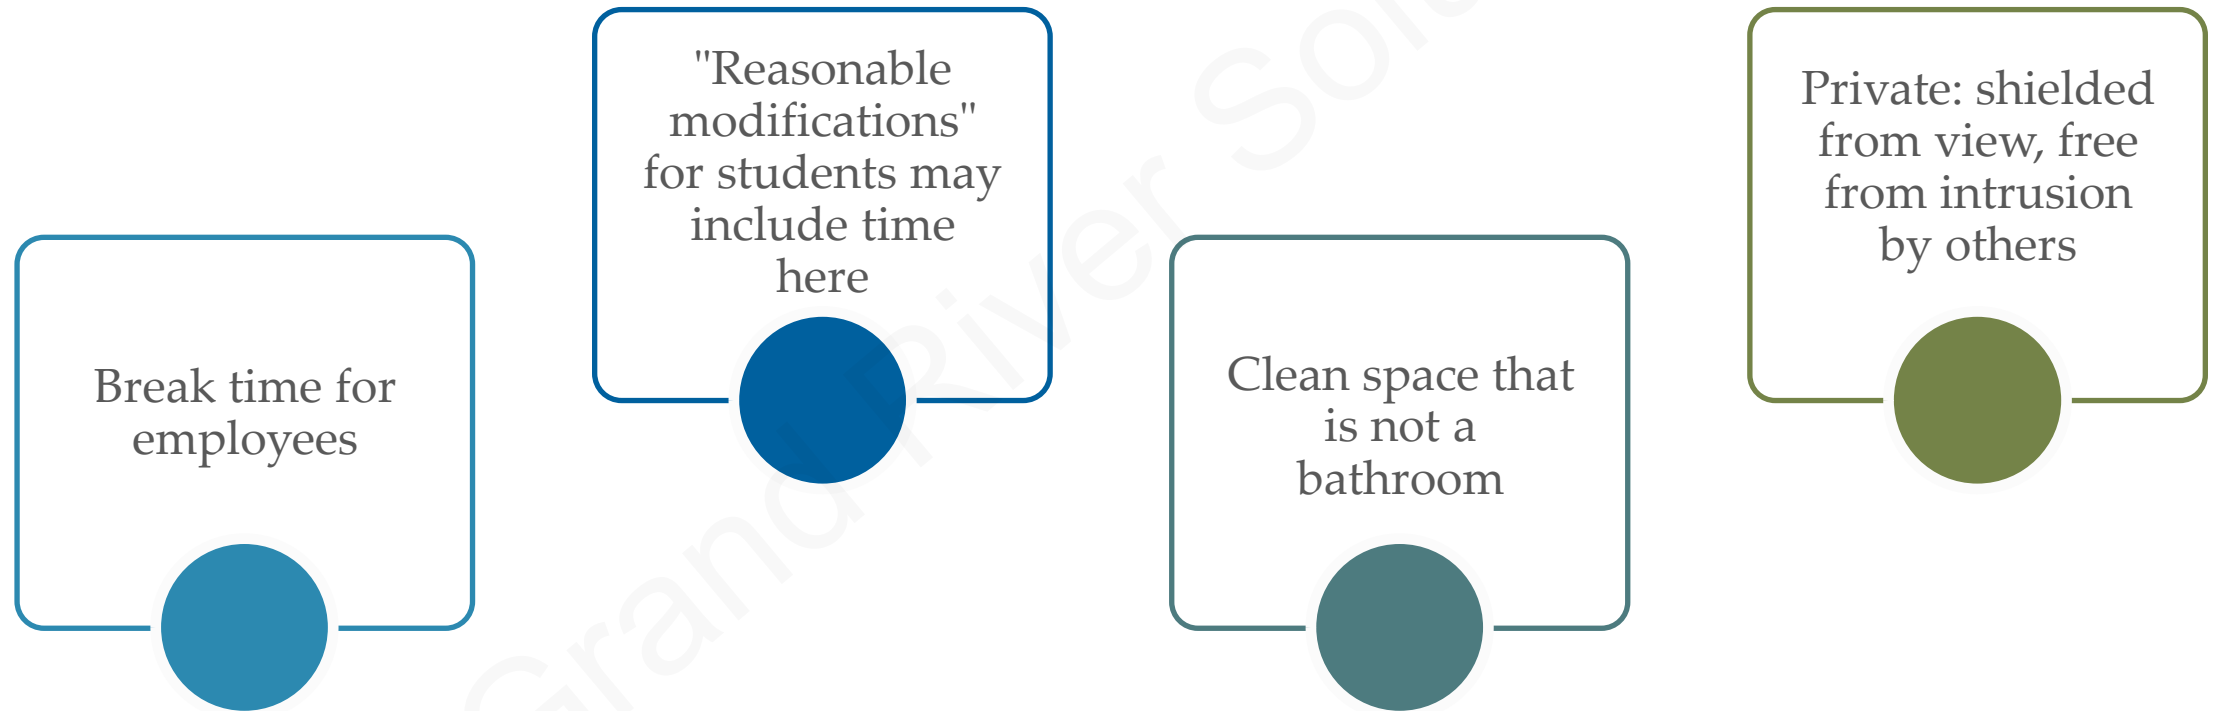 Break time for
employees
"Reasonable
modifications"
for students may
include time
here
Clean space that
is not a
bathroom
Private: shielded
from view, free
from intrusion
by others
Grand River